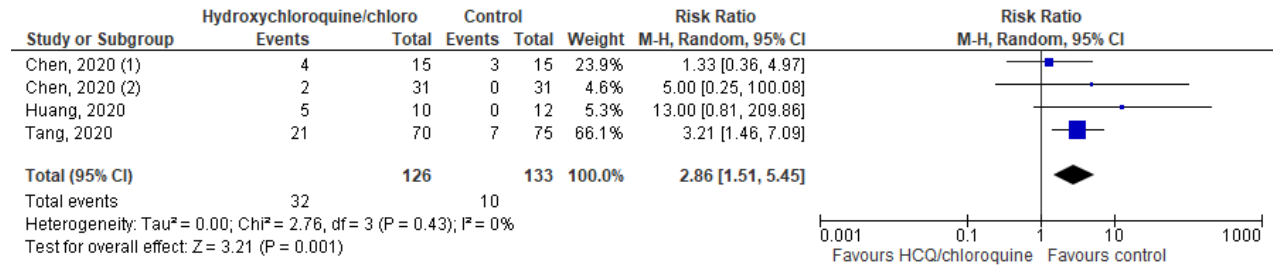 Hydroxychloroquine/chloro Control Risk Ratio Risk Ratio
Study or Subgroup Events Total Events Total Weight M-H, Random, 95% CI M-H, Random, 95% CI
Chen, 2020 (1) 4 15 3 15 23.9% 1.33 [0.36, 4.97]
Chen, 2020 (2) 2 31 0 31 4.6% 5.00 [0.25, 100.08]
Huang, 2020 5 10 0 12 5.3% 13.00 [0.81, 209.86]
Tang, 2020 21 70 7 75 66.1% 3.21 [1.46, 7.09]
Total (95% CI) 126 133 100.0% 2.86 [1.51, 5.45]
Total events 32 10
Heterogeneity: Tau² = 0.00; Chi² = 2.76, df = 3 (P = 0.43); I² = 0%
Test for overall effect: Z = 3.21 (P = 0.001)
0.001 0.1 1 10 1000
Favours HCQ/chloroquine Favours control